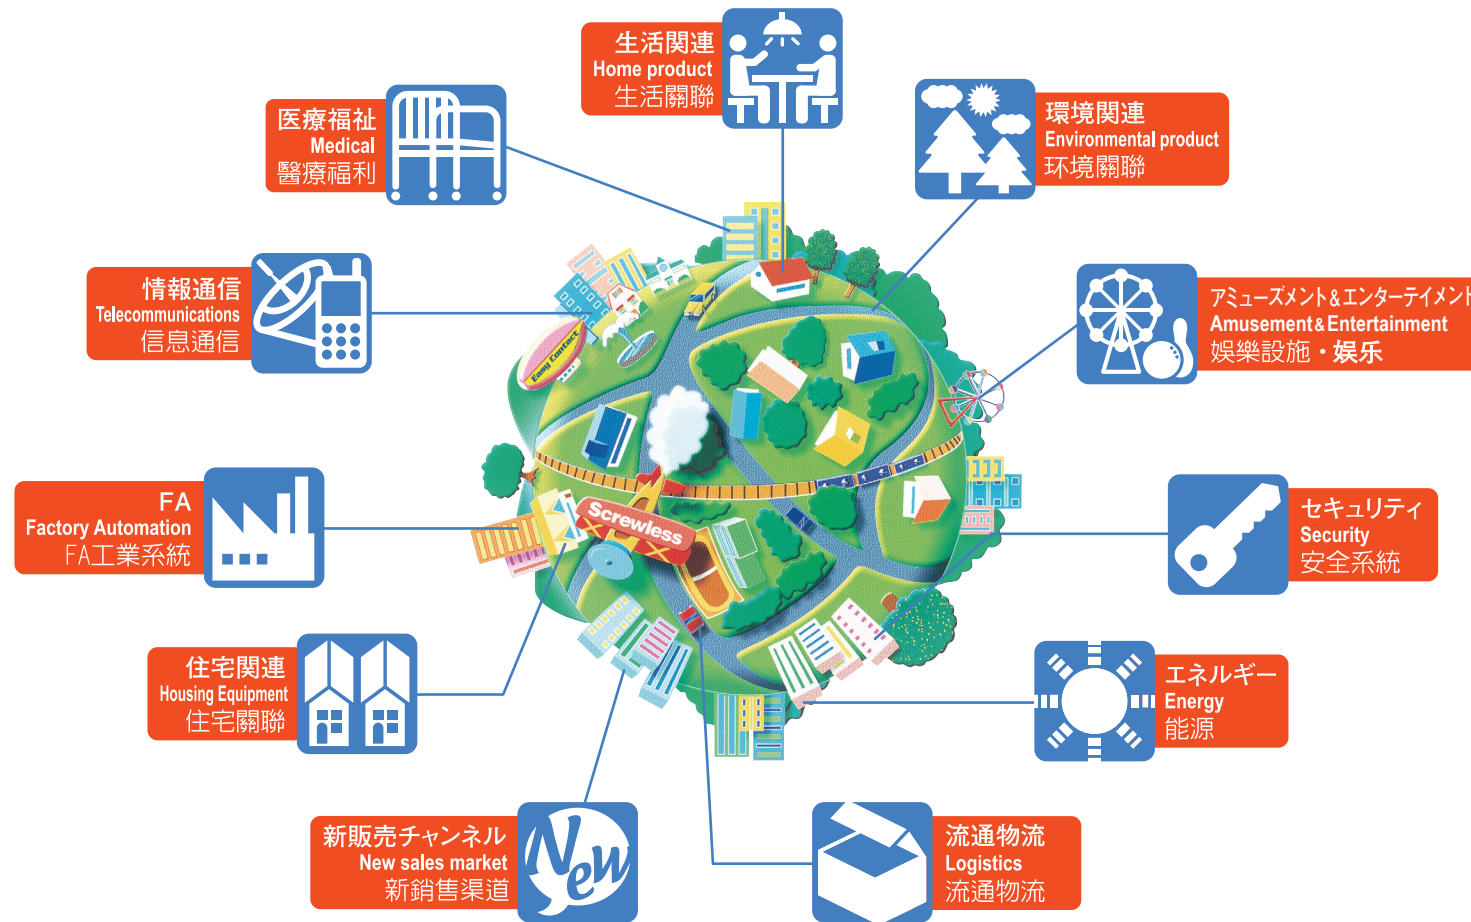 生活関連
Home product
生活關聯
医療福祉
Medical
醫療福利
環境関連
Environmental product
环境關聯
情報通信
Telecommunications
信息通信
アミューズメント&エンターテイメント
Amusement & Entertainment
娯樂設施・娱乐
Easy Contact
FA
Factory Automation
FA工業系統
Screwless
セキュリティ
Security
安全系統
住宅関連
Housing Equipment
住宅關聯
エネルギー
Energy
能源
新販売チャンネル
New sales market
新銷售渠道
New
流通物流
Logistics
流通物流